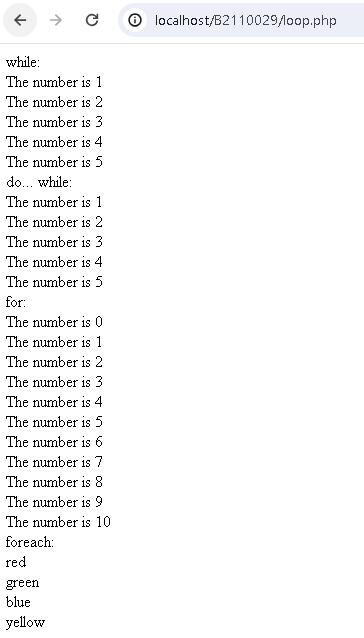 localhost/B2110029/loop.php
while:
The number is 1
The number is 2
The number is 3
The number is 4
The number is 5
do... while:
The number is 1
The number is 2
The number is 3
The number is 4
The number is 5
for:
The number is 0
The number is 1
The number is 2
The number is 3
The number is 4
The number is 5
The number is 6
The number is 7
The number is 8
The number is 9
The number is 10
foreach:
red
green
blue
yellow